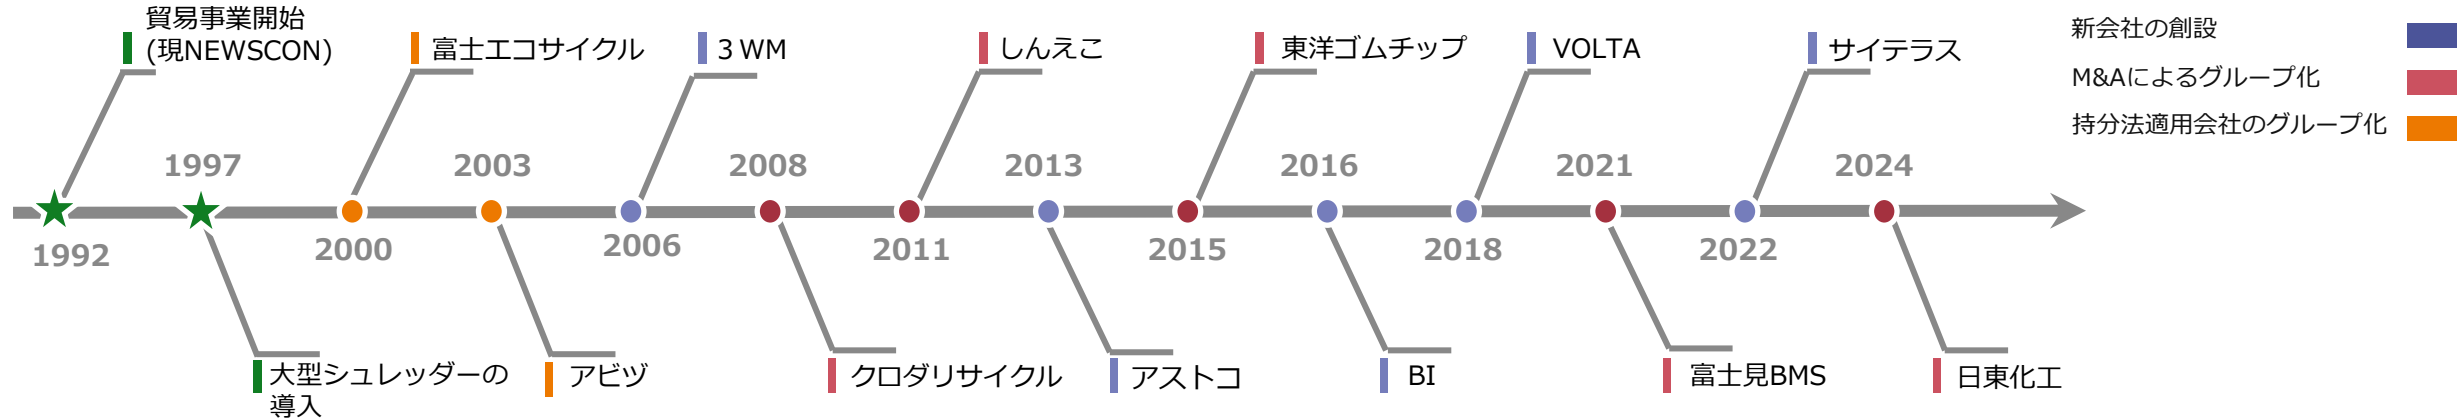 貿易事業開始
(現NEWSCON)
富士エコサイクル
３WM
しんえこ
東洋ゴムチップ
VOLTA
サイテラス
新会社の創設
M&Aによるグループ化
持分法適用会社のグループ化
1997
2003
2008
2013
2016
2021
2024
1992
2000
2006
2011
2015
2018
2022
大型シュレッダーの
導入
アビヅ
クロダリサイクル
アストコ
BI
富士見BMS
日東化工